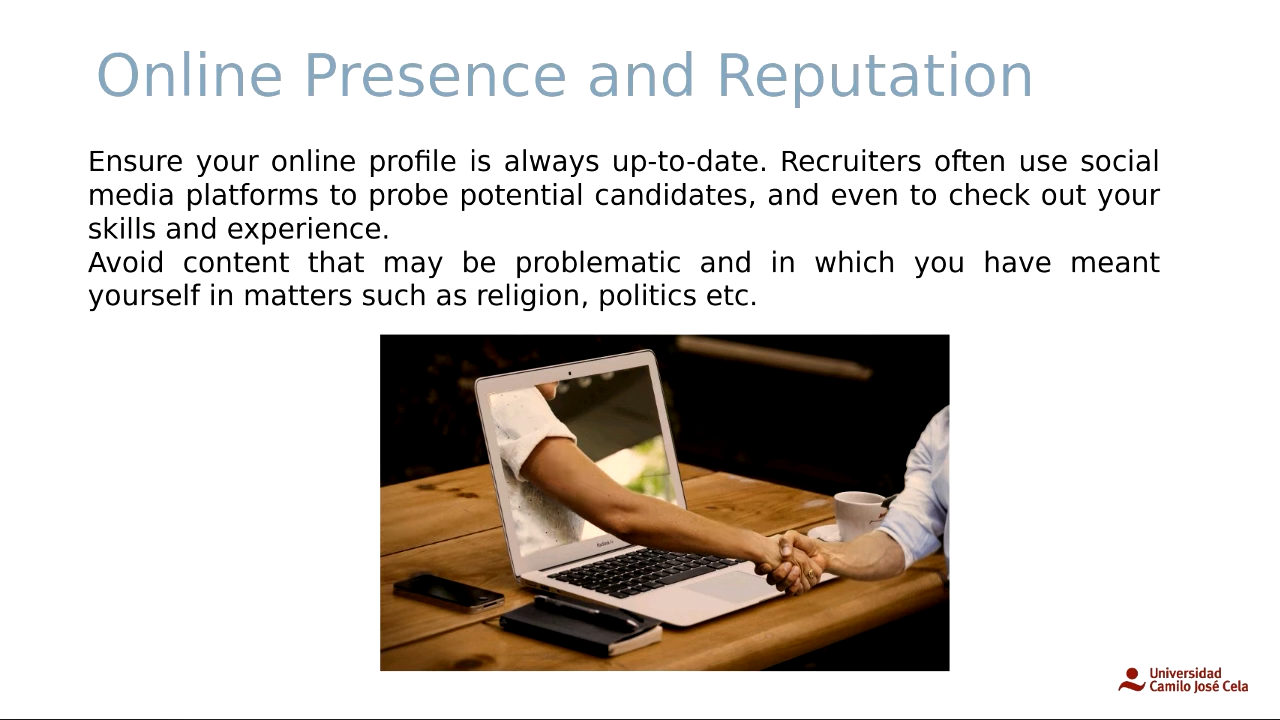 Online Presence and Reputation
Ensure your online profile is always up-to-date. Recruiters often use social
media platforms to probe potential candidates, and even to check out your
skills and experience.
Avoid content that may be problematic and in which you have meant
yourself in matters such as religion, politics etc.
Universidad
Camilo José Cela